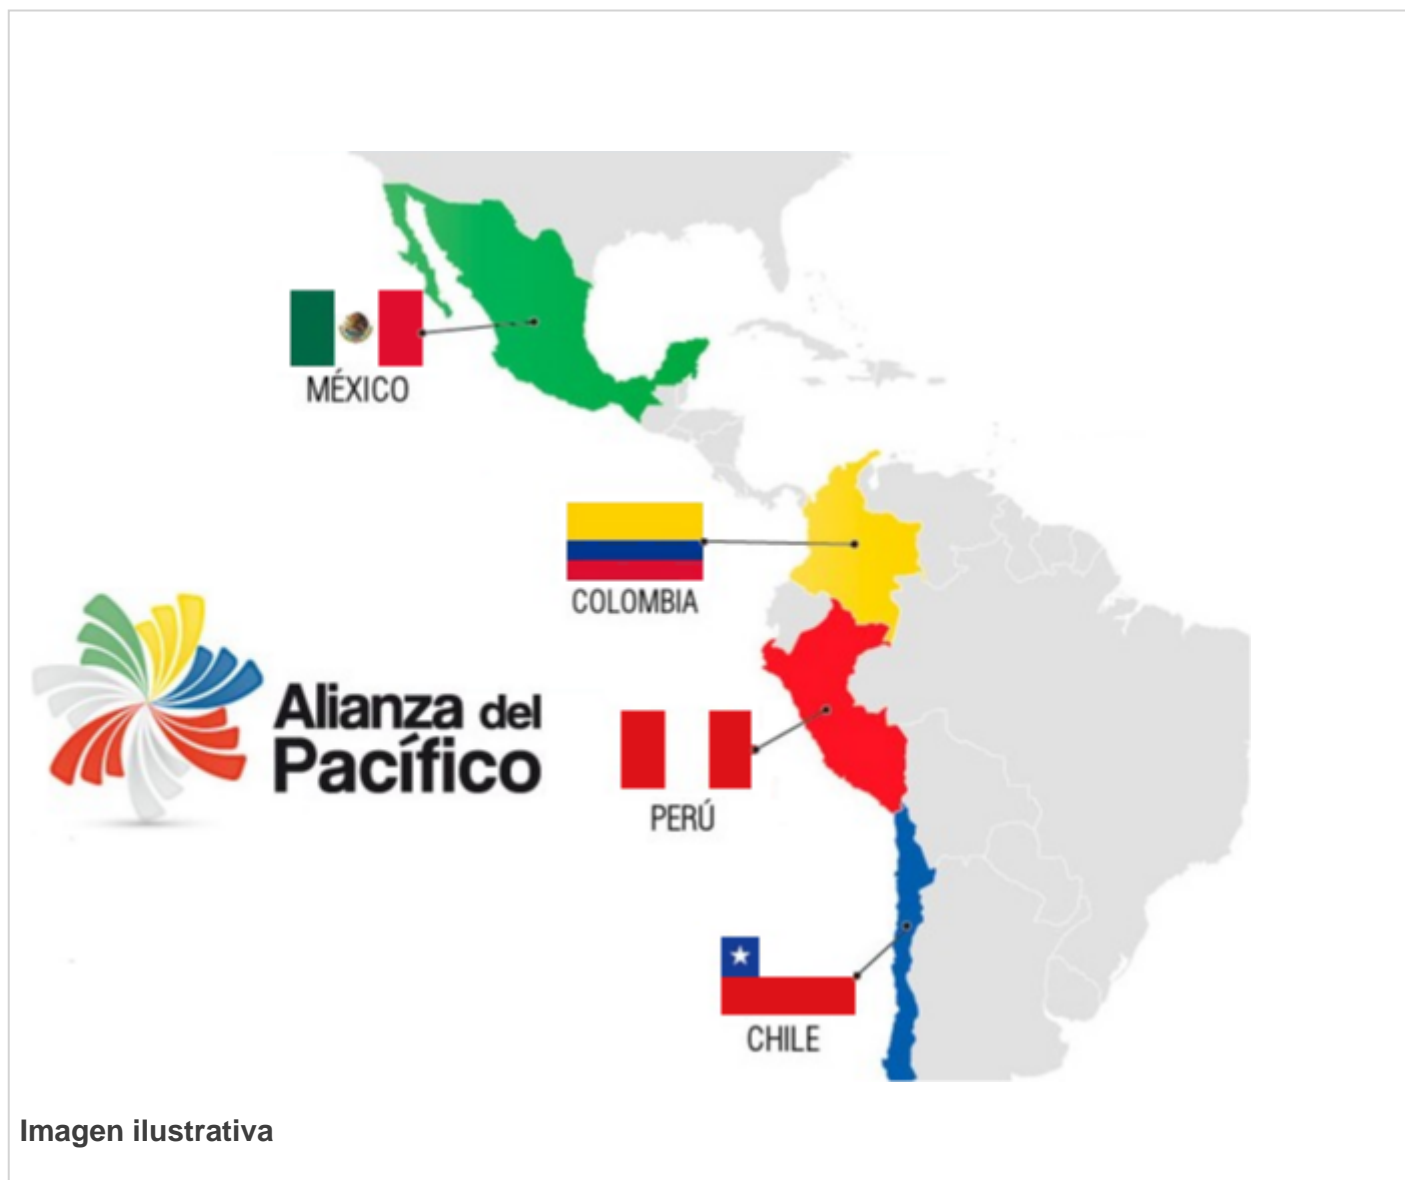 MÉXICO
COLOMBIA
Alianza del
Pacífico
PERÚ
CHILE
Imagen ilustrativa